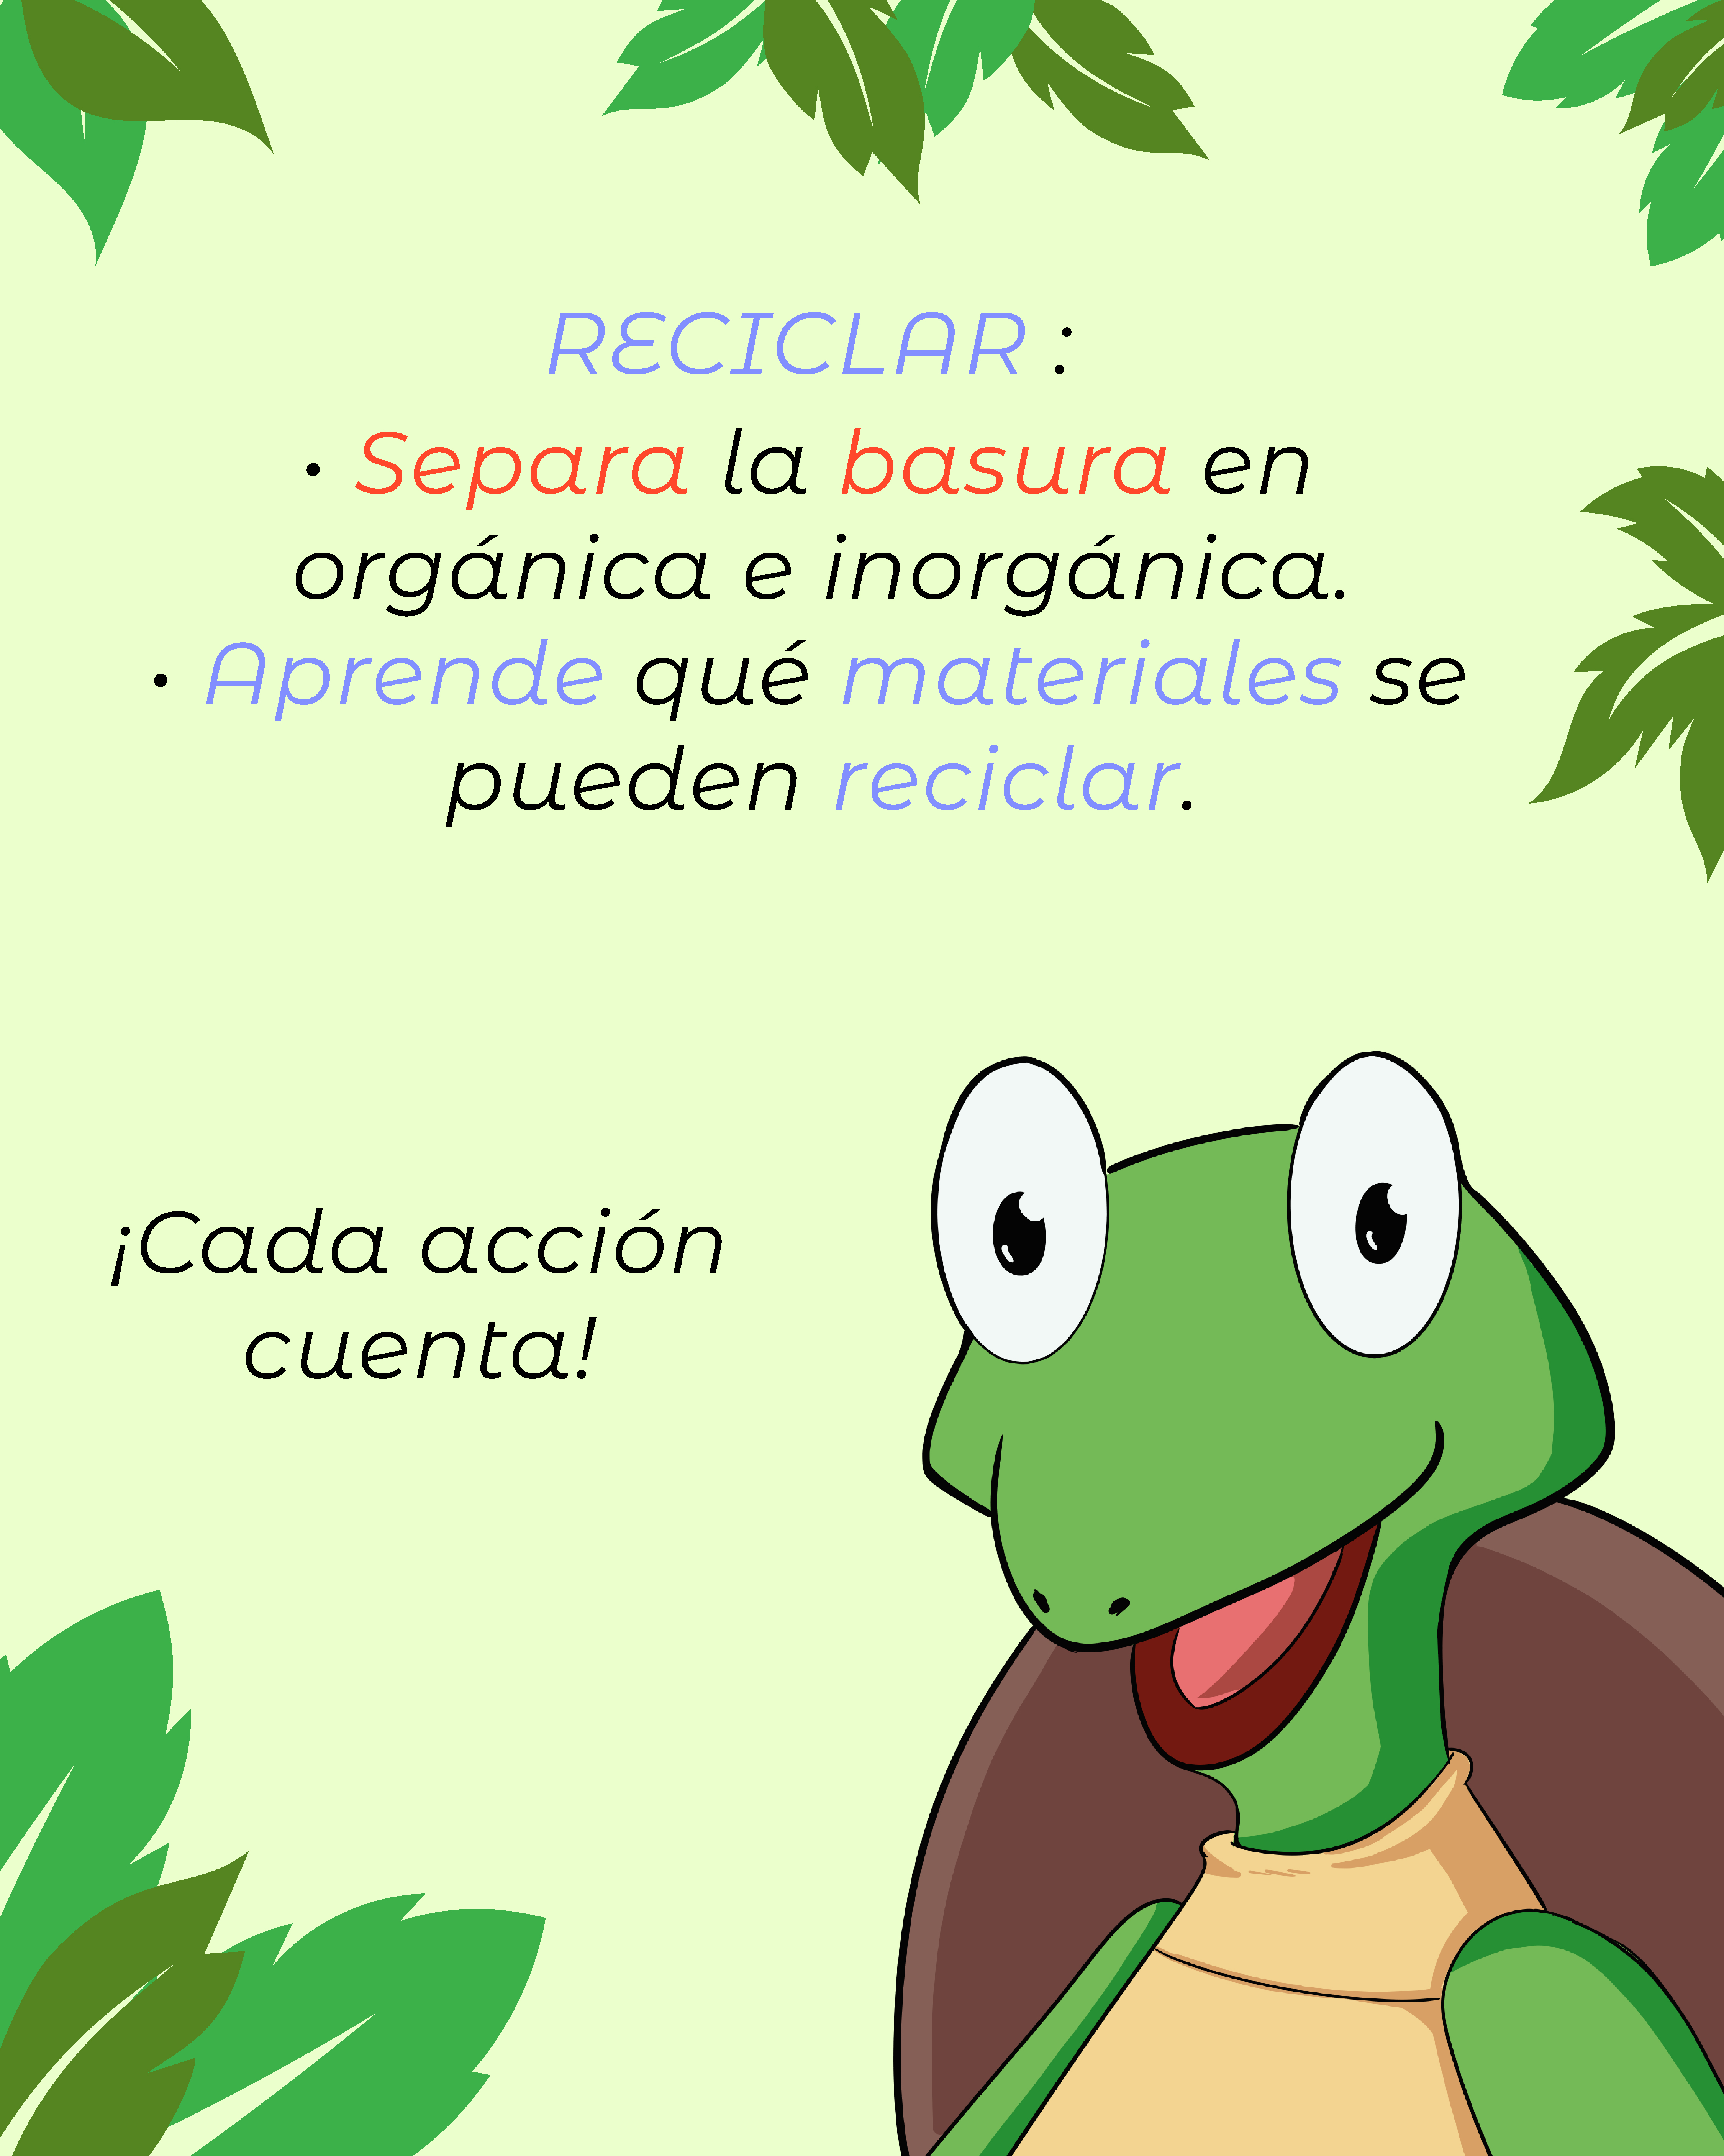 RECICLAR :
• Separa la basura en
orgánica e inorgánica.
• Aprende qué materiales se
pueden reciclar.
¡Cada acción
cuenta!